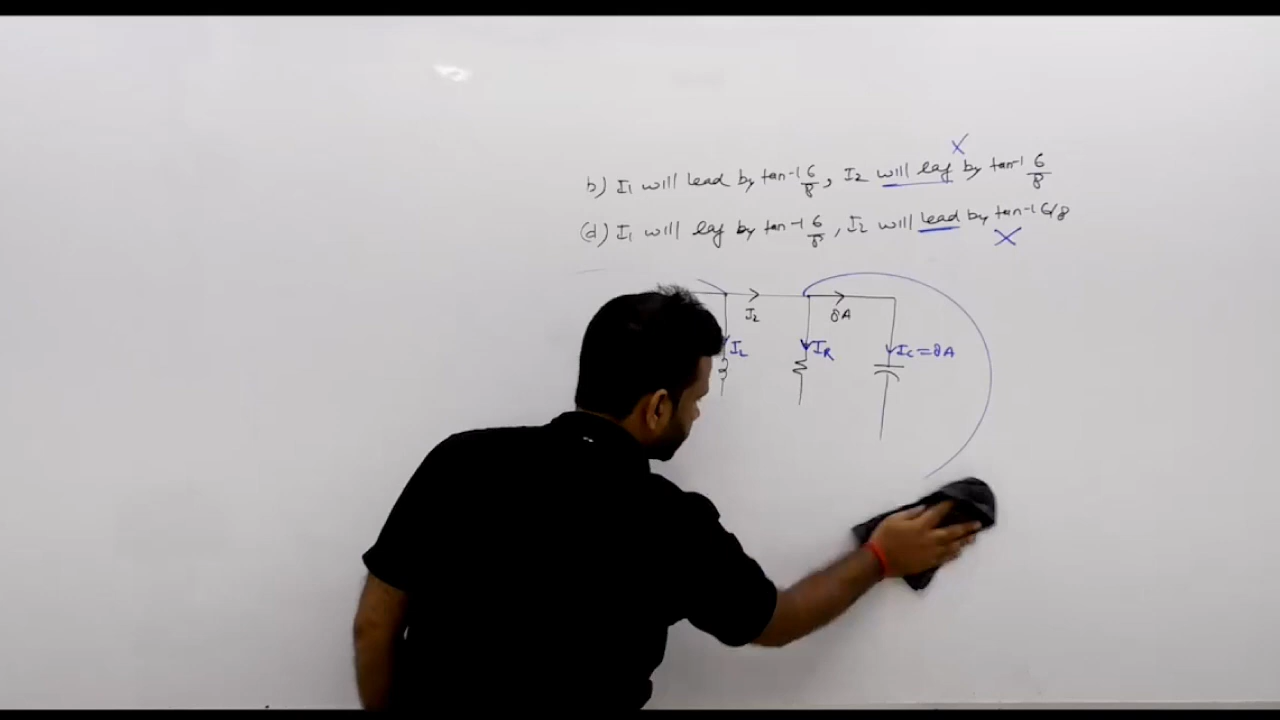 b) I₁ will lead by tan-1 6/8, I₂ will lag by tan-1 6/8
X
(d) I₁ will lag by tan-1 6/8, I₂ will lead by tan-1 6/8
X
I₂ 8A
IL IR Ic=8A